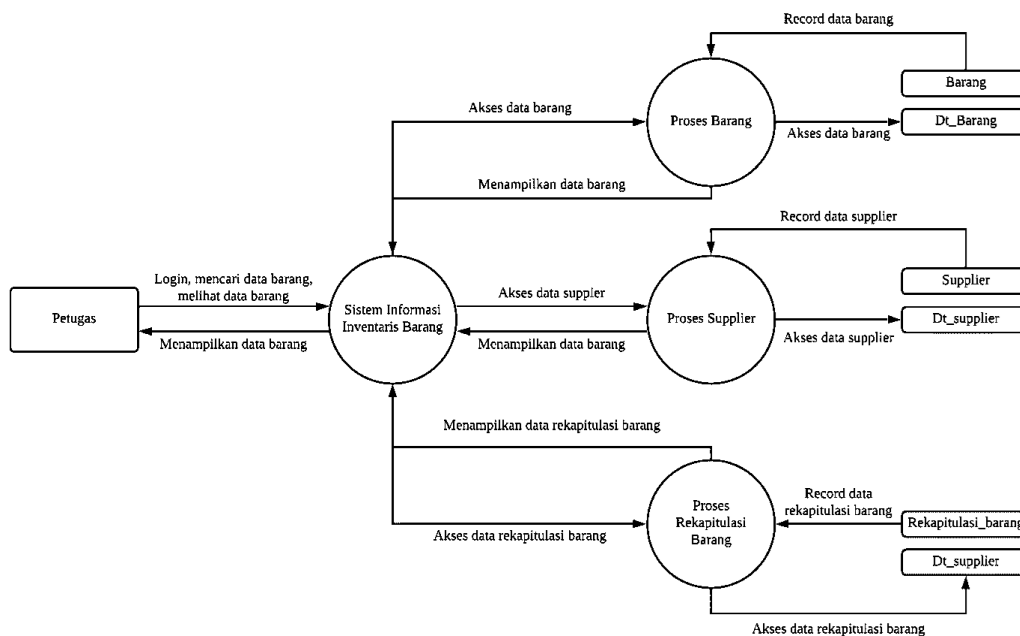 Record data barang
Barang
Akses data barang
Proses Barang
Dt_Barang
Akses data barang
Menampilkan data barang
Record data supplier
Login, mencari data barang,
melihat data barang
Supplier
Petugas
Sistem Informasi
Inventaris Barang
Akses data suppler
Proses Supplier
Dt_supplier
Menampilkan data barang
Menampilkan data barang
Akses data supplier
Menampilkan data rekapitulasi barang
Record data
rekapitulasi barang
Proses
Rekapitulasi
Barang
Rekapitulasi_barang
Akses data rekapitulasi barang
Dt_supplier
Akses data rekapitulasi barang